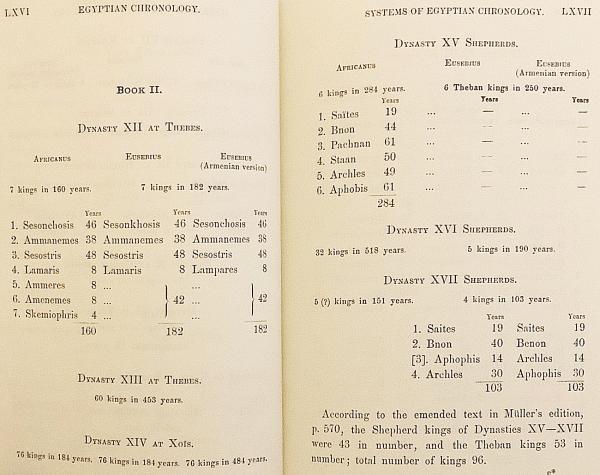 LXVI EGYPTIAN CHRONOLOGY.
BOOK II.
DYNASTY XII AT THEBES.
AFRICANUS EUSEBIUS EUSEBIUS
(Armenian version)
7 kings in 160 years. 7 kings in 182 years.
Years Years Years
1. Sesonchosis 46 Sesonkhosis 46 Sesonchosis 46
2. Ammanemes 38 Ammanemes 38 Ammanemes 38
3. Sesostris 48 Sesostris 48 Sesostris 48
4. Lamaris 8 Lamaris 8 Lampares 8
5. Ammeres 8 ... ...
6. Amenemes 8 ... } 42 ... } 42
7. Skemiophris 4 ... ...
160 182 182
DYNASTY XIII AT THEBES.
60 kings in 453 years.
DYNASTY XIV AT XOÏS.
76 kings in 184 years. 76 kings in 184 years. 76 kings in 484 years.
SYSTEMS OF EGYPTIAN CHRONOLOGY. LXVII
DYNASTY XV SHEPHERDS.
AFRICANUS EUSEBIUS EUSEBIUS
(Armenian version)
6 kings in 284 years. 6 Theban kings in 250 years.
Years Years Years
1. Saïtes 19 ... — ... —
2. Bnon 44 ... — ... —
3. Pachnan 61 ... — ... —
4. Staan 50 ... — ... —
5. Archles 49 ... — ... —
6. Aphobis 61 ... — ... —
284
DYNASTY XVI SHEPHERDS.
32 kings in 518 years. 5 kings in 190 years.
DYNASTY XVII SHEPHERDS.
5 (?) kings in 151 years. 4 kings in 103 years.
Years Years
1. Saites 19 Saites 19
2. Bnon 40 Benon 40
[3]. Aphophis 14 Archles 14
4. Archles 30 Aphophis 30
103 103
According to the emended text in Müller's edition,
p. 570, the Shepherd kings of Dynasties XV—XVII
were 43 in number, and the Theban kings 53 in
number; total number of kings 96.